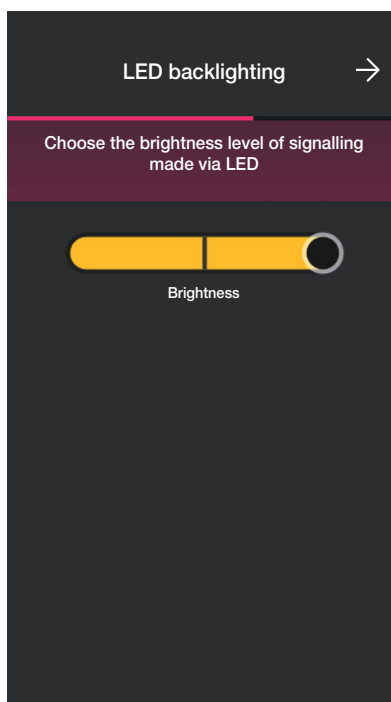 LED backlighting
Choose the brightness level of signalling
made via LED
Brightness